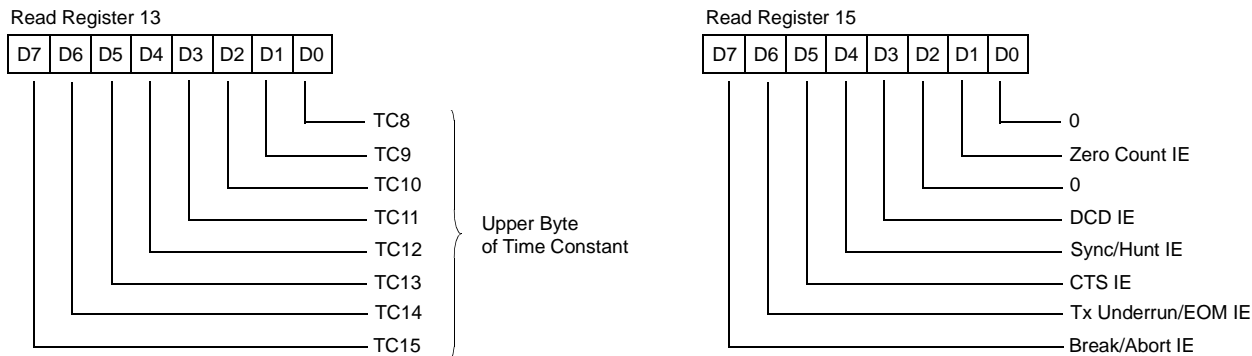 Read Register 13
D7 D6 D5 D4 D3 D2 D1 D0
TC8
TC9
TC10
TC11
TC12
TC13
TC14
TC15
Upper Byte
of Time Constant
Read Register 15
D7 D6 D5 D4 D3 D2 D1 D0
0
Zero Count IE
0
DCD IE
Sync/Hunt IE
CTS IE
Tx Underrun/EOM IE
Break/Abort IE